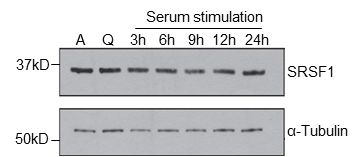 Serum stimulation
A Q 3h 6h 9h 12h 24h
37kD
SRSF1
α-Tubulin
50kD